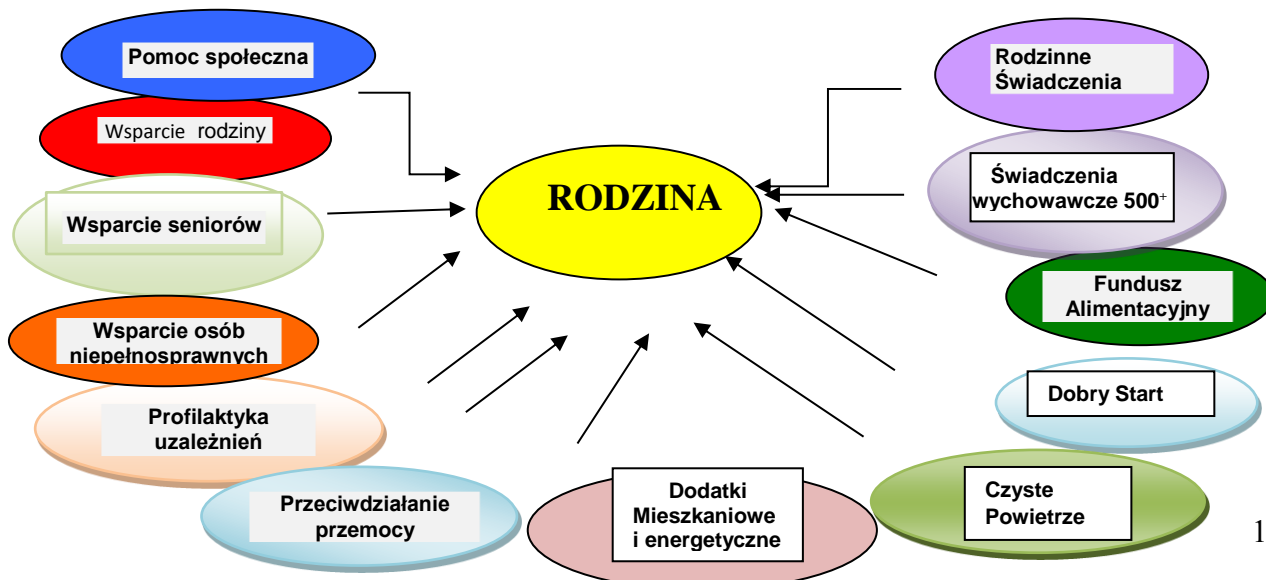 Pomoc społeczna
Wsparcie rodziny
Wsparcie seniorów
Wsparcie osób
niepełnosprawnych
Profilaktyka
uzależnień
Przeciwdziałanie
przemocy
RODZINA
Dodatki
Mieszkaniowe
i energetyczne
Rodzinne
Świadczenia
Świadczenia
wychowawcze 500+
Fundusz
Alimentacyjny
Dobry Start
Czyste
Powietrze
1